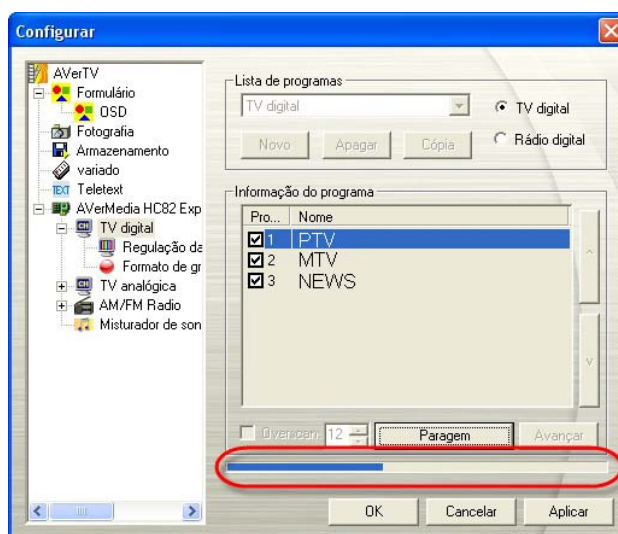 Configurar
AVerTV
Formulário
OSD
Fotografia
Armazenamento
variado
TEXT Teletext
AVerMedia HC82 Exp
TV digital
Regulação da
Formato de gr
TV analógica
AM/FM Radio
Misturador de son
Lista de programas
TV digital
TV digital
Rádio digital
Novo
Apagar
Cópia
Informação do programa
Pro... Nome
1 PTV
2 MTV
3 NEWS
Overscan 12
Paragem
Avançar
OK
Cancelar
Aplicar